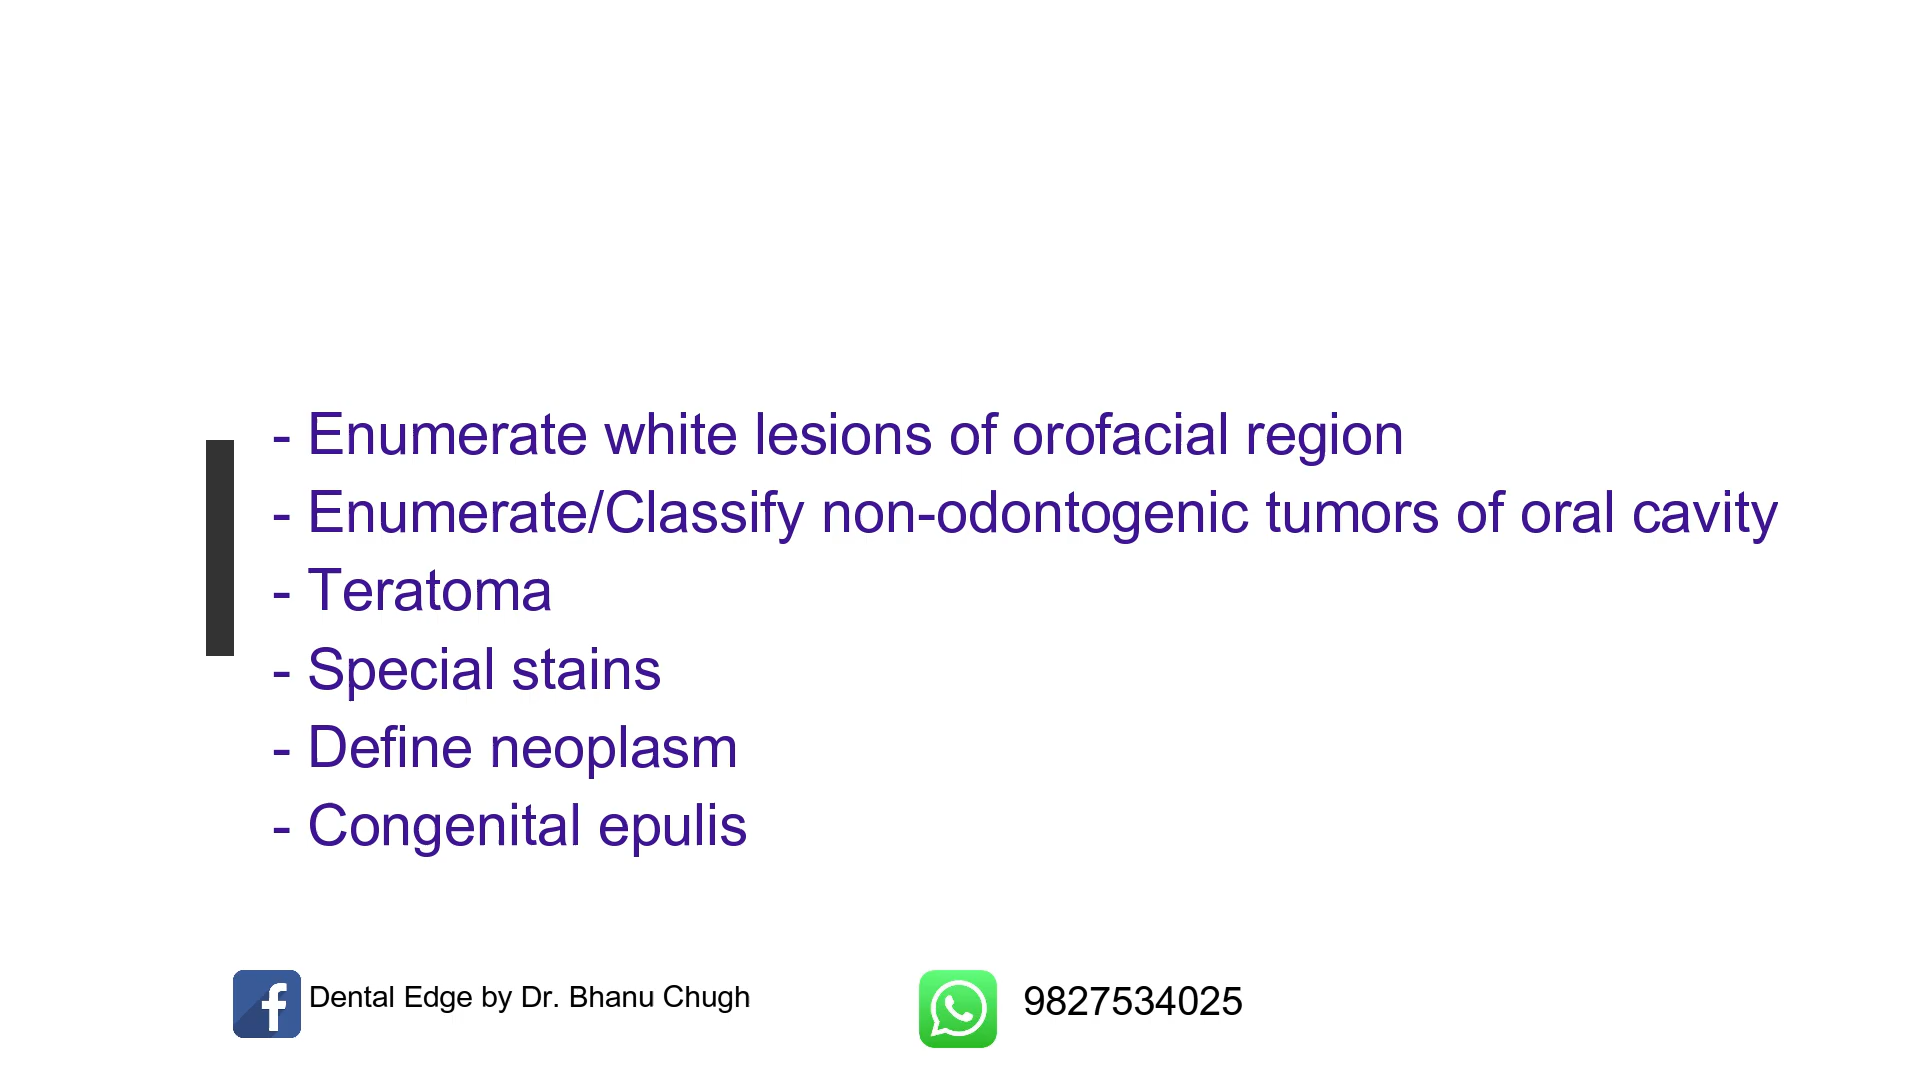 - Enumerate white lesions of orofacial region
- Enumerate/Classify non-odontogenic tumors of oral cavity
- Teratoma
- Special stains
- Define neoplasm
- Congenital epulis
f Dental Edge by Dr. Bhanu Chugh
9827534025